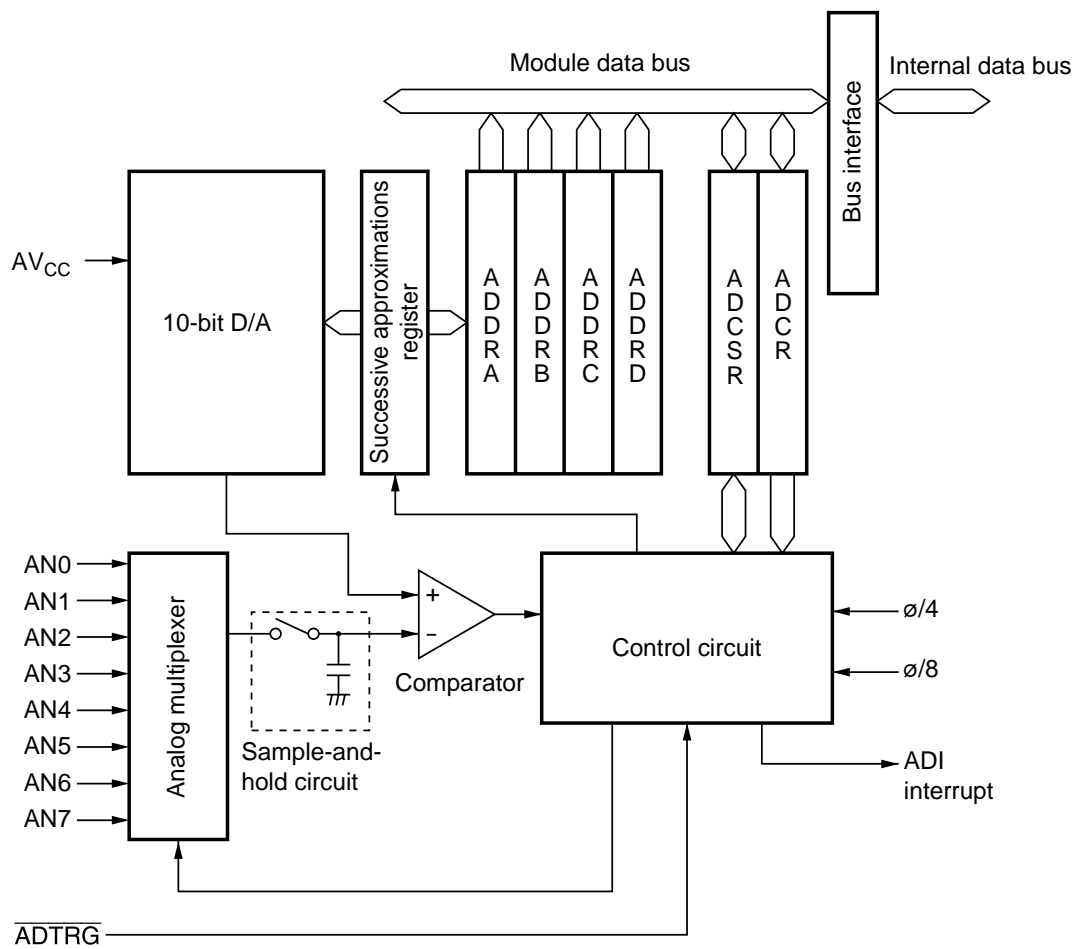 Module data bus
Internal data bus
Bus interface
AVCC
10-bit D/A
Successive approximations
register
ADDRA
ADDRB
ADDRC
ADDRD
ADCSR
ADCR
AN0
AN1
AN2
AN3
AN4
AN5
AN6
AN7
Analog multiplexer
+
−
Comparator
Sample-and-
hold circuit
Control circuit
ø/4
ø/8
ADI
interrupt
ADTRG